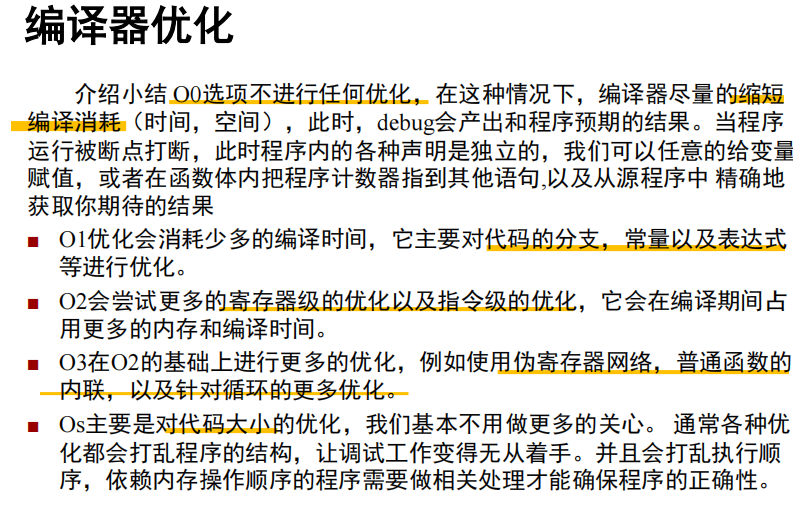 编译器优化
介绍小结 O0选项不进行任何优化，在这种情况下，编译器尽量的缩短
编译消耗（时间，空间），此时，debug会产出和程序预期的结果。当程序
运行被断点打断，此时程序内的各种声明是独立的，我们可以任意的给变量
赋值，或者在函数体内把程序计数器指到其他语句,以及从源程序中 精确地
获取你期待的结果
■ O1优化会消耗少多的编译时间，它主要对代码的分支，常量以及表达式
等进行优化。
■ O2会尝试更多的寄存器级的优化以及指令级的优化，它会在编译期间占
用更多的内存和编译时间。
■ O3在O2的基础上进行更多的优化，例如使用伪寄存器网络，普通函数的
内联，以及针对循环的更多优化。
■ Os主要是对代码大小的优化，我们基本不用做更多的关心。 通常各种优
化都会打乱程序的结构，让调试工作变得无从着手。并且会打乱执行顺
序，依赖内存操作顺序的程序需要做相关处理才能确保程序的正确性。